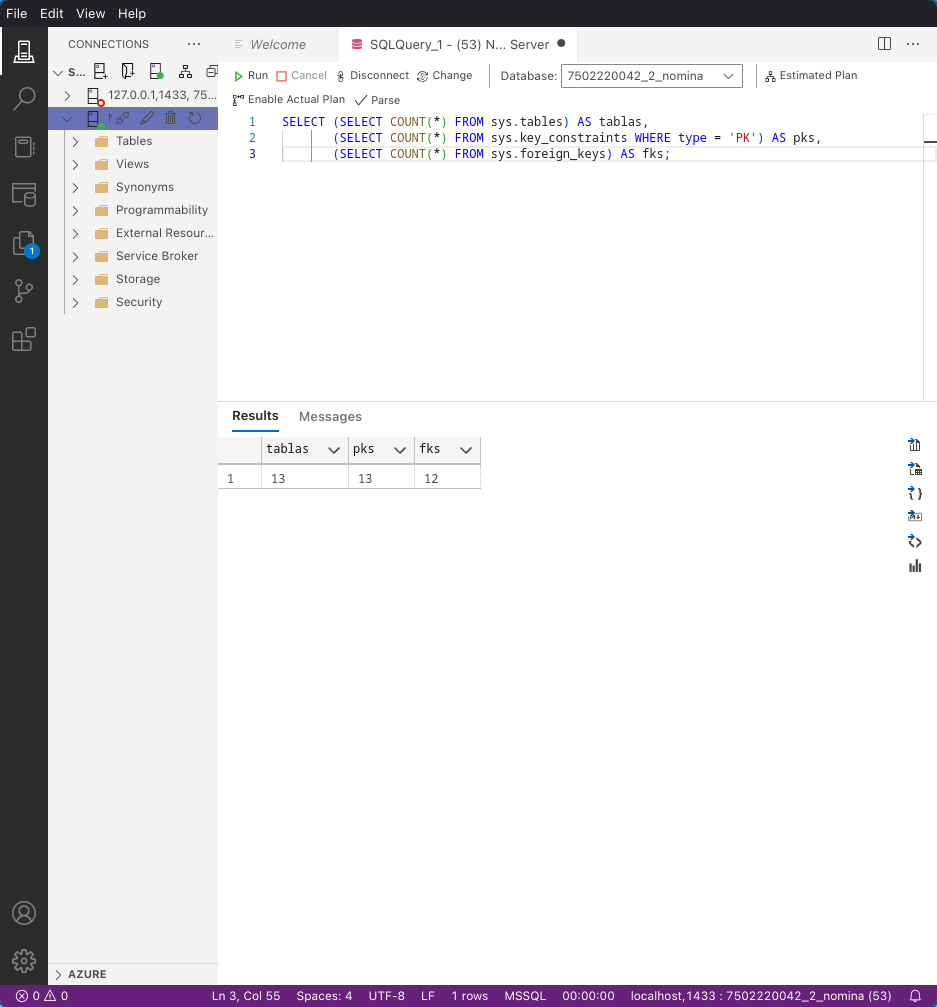 File Edit View Help
CONNECTIONS
Welcome
SQLQuery_1 - (53) N... Server
S...
127.0.0.1,1433, 75...
Tables
Views
Synonyms
Programmability
External Resour...
Service Broker
Storage
Security
AZURE
1
Run Cancel Disconnect Change Database: 7502220042_2_nomina Estimated Plan
Enable Actual Plan Parse
1 SELECT (SELECT COUNT(*) FROM sys.tables) AS tablas,
2 (SELECT COUNT(*) FROM sys.key_constraints WHERE type = 'PK') AS pks,
3 (SELECT COUNT(*) FROM sys.foreign_keys) AS fks;
Results Messages
tablas pks fks
1 13 13 12
0 0 Ln 3, Col 55 Spaces: 4 UTF-8 LF 1 rows MSSQL 00:00:00 localhost,1433 : 7502220042_2_nomina (53)